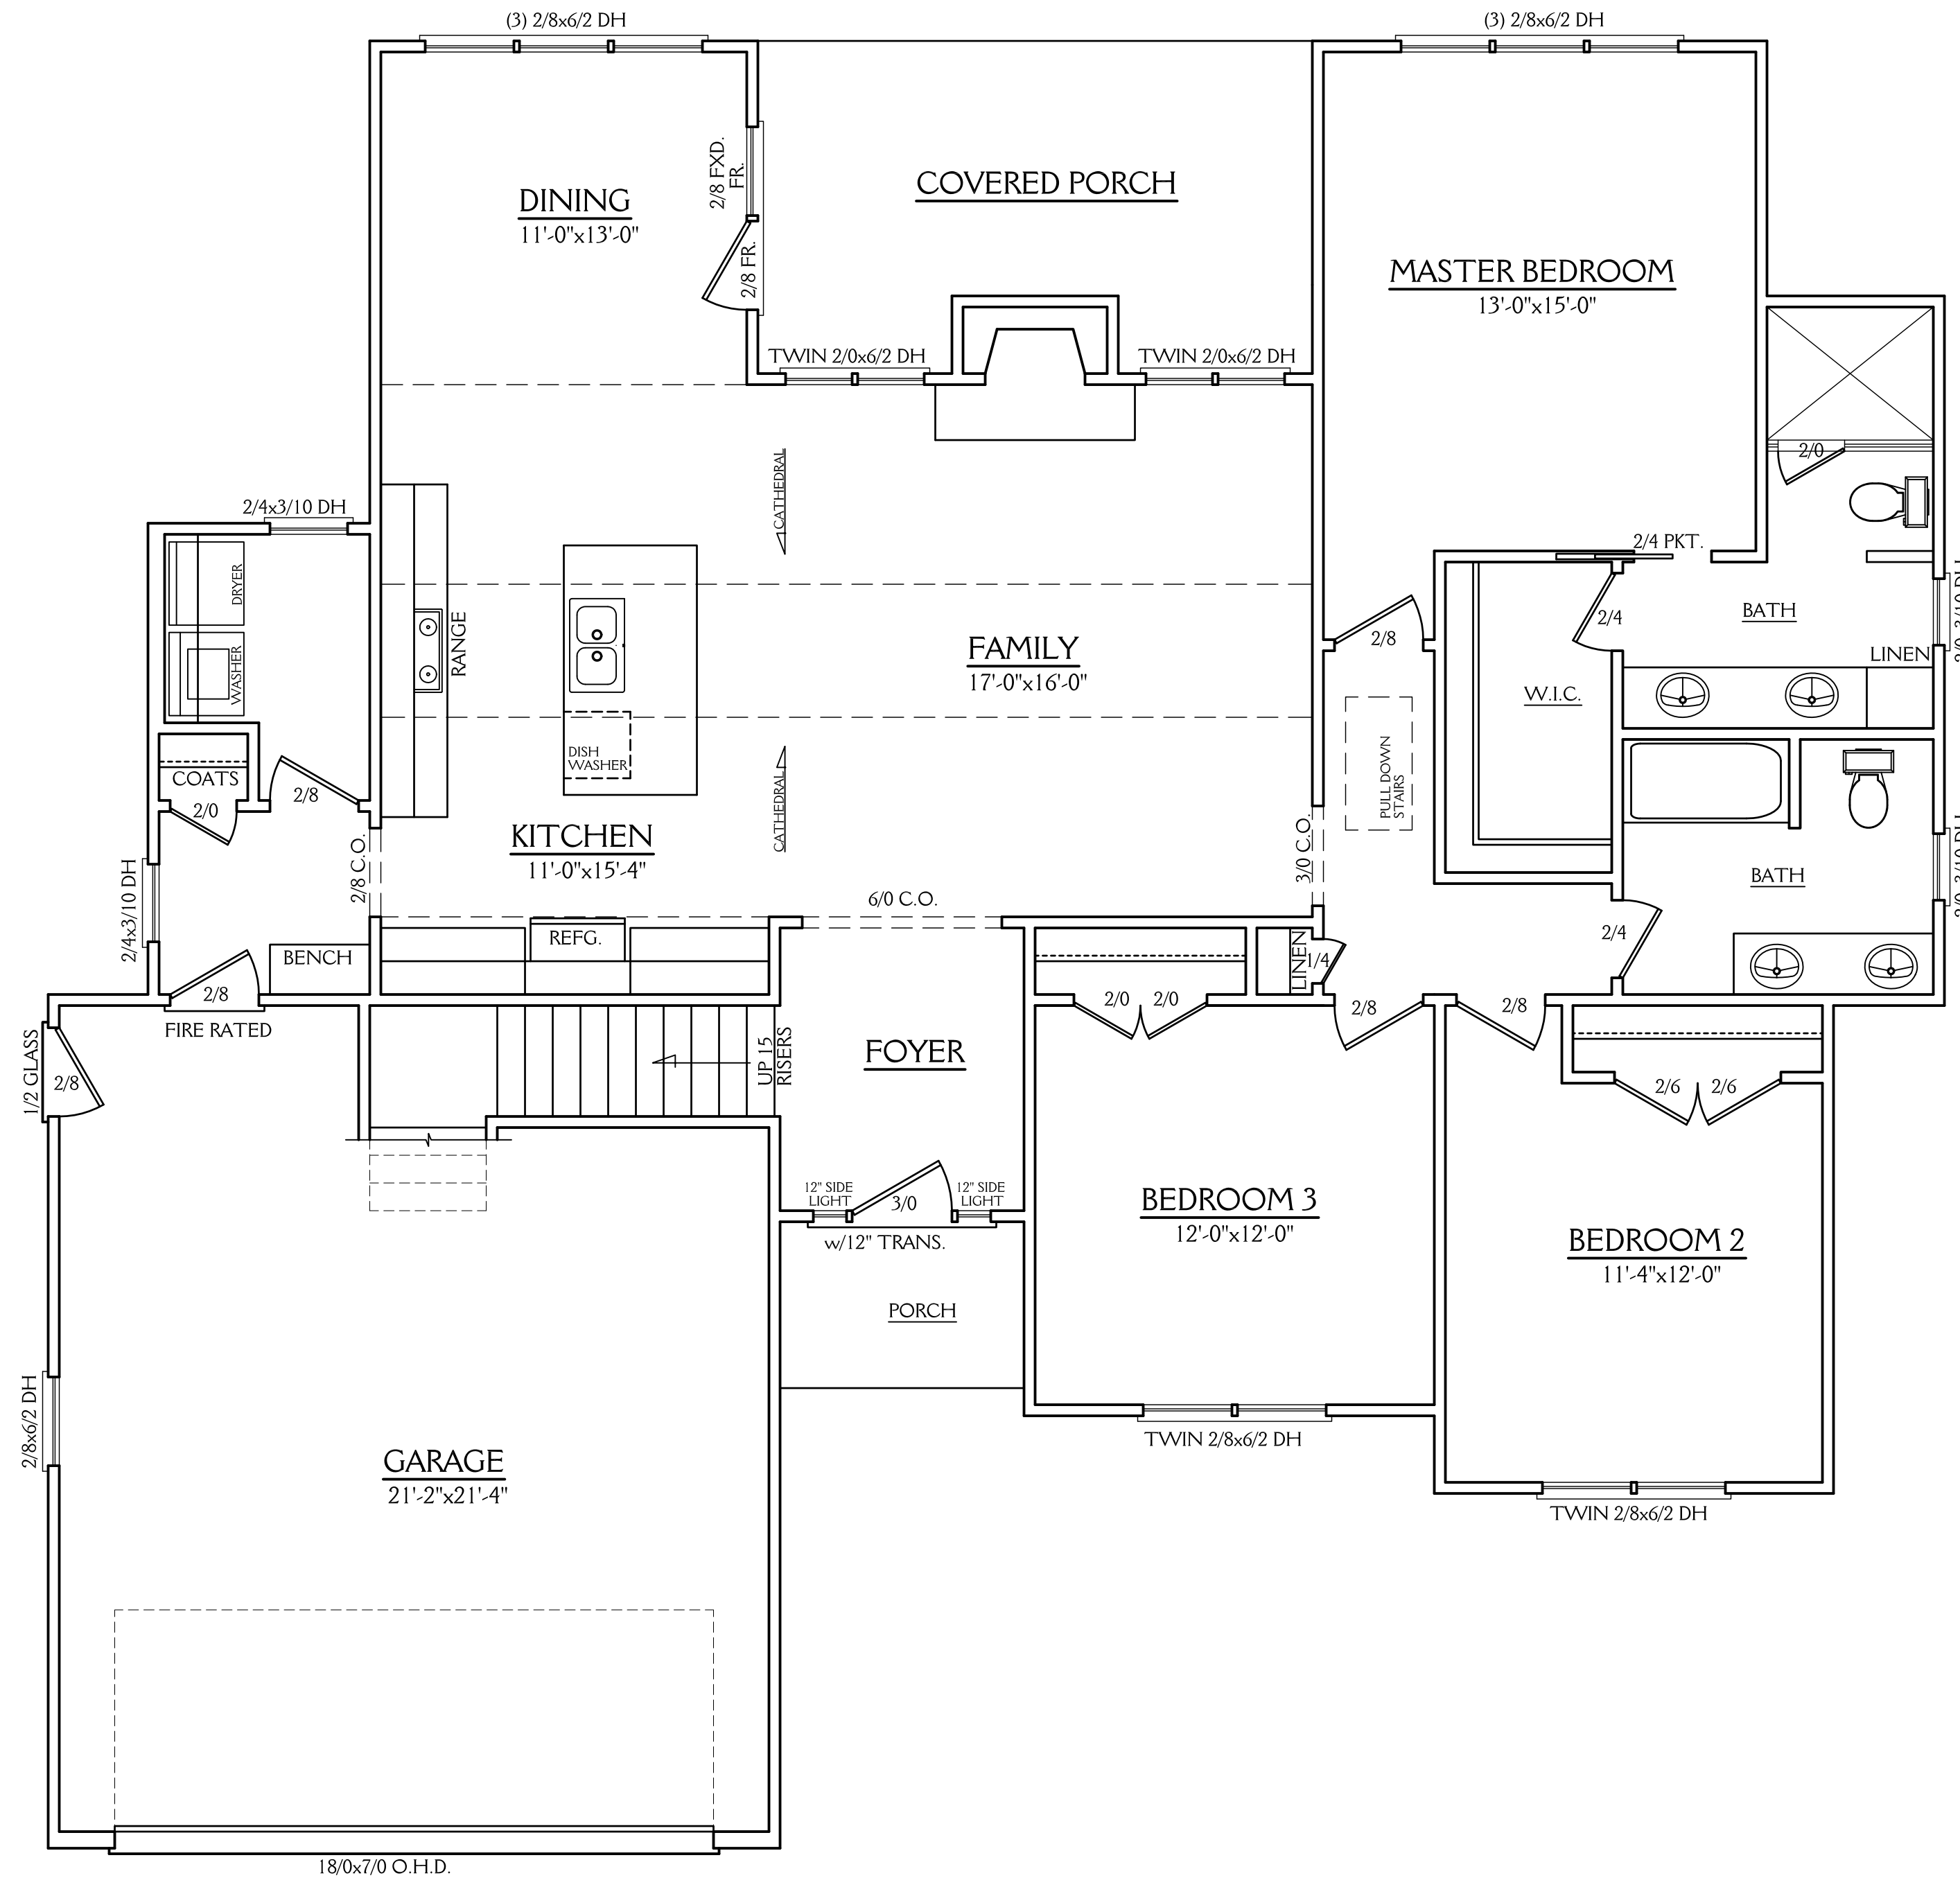 (3) 2/8x6/2 DH
(3) 2/8x6/2 DH
2/8 FXD.
FR.
2/8 FR.
DINING
11'-0"x13'-0"
COVERED PORCH
MASTER BEDROOM
13'-0"x15'-0"
TWIN 2/0x6/2 DH
TWIN 2/0x6/2 DH
2/0
CATHEDRAL
2/4x3/10 DH
2/4 PKT.
DRYER
WASHER
RANGE
FAMILY
17'-0"x16'-0"
2/8
2/4
BATH
LINEN
W.I.C.
DISH
WASHER
PULL DOWN
STAIRS
COATS
2/0
2/8
CATHEDRAL
KITCHEN
11'-0"x15'-4"
2/8 C.O.
3/0 C.O.
BATH
2/4x3/10 DH
6/0 C.O.
REFG.
BENCH
LINEN
1/4
2/4
2/8
FIRE RATED
2/0
2/0
2/8
2/8
1/2 GLASS
2/8
UP 15
RISERS
FOYER
2/6
2/6
12" SIDE
LIGHT
3/0
12" SIDE
LIGHT
w/12" TRANS.
BEDROOM 3
12'-0"x12'-0"
BEDROOM 2
11'-4"x12'-0"
PORCH
2/8x6/2 DH
TWIN 2/8x6/2 DH
GARAGE
21'-2"x21'-4"
TWIN 2/8x6/2 DH
18/0x7/0 O.H.D.